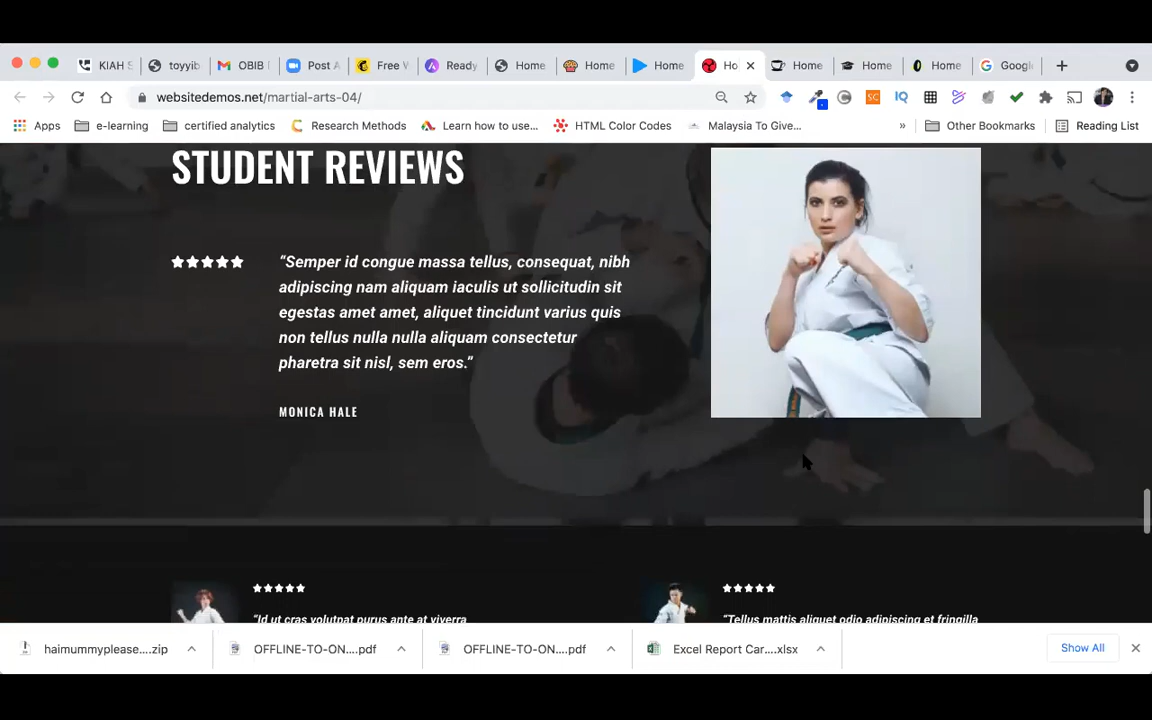 KIAH S
toyyib
OBIB
Post A
Free W
Ready
Home
Home
Home
Ho
Home
Home
Home
Googl
websitedemos.net/martial-arts-04/
Apps
e-learning
certified analytics
Research Methods
Learn how to use...
HTML Color Codes
Malaysia To Give...
»
Other Bookmarks
Reading List
STUDENT REVIEWS
“Semper id congue massa tellus, consequat, nibh
adipiscing nam aliquam iaculis ut sollicitudin sit
egestas amet amet, aliquet tincidunt varius quis
non tellus nulla nulla aliquam consectetur
pharetra sit nisl, sem eros.”
MONICA HALE
“Id ut cras volutpat purus ante at viverra
“Tellus mattis aliquet odio adipiscing et fringilla
haimummyplease....zip
OFFLINE-TO-ON....pdf
OFFLINE-TO-ON....pdf
Excel Report Car....xlsx
Show All